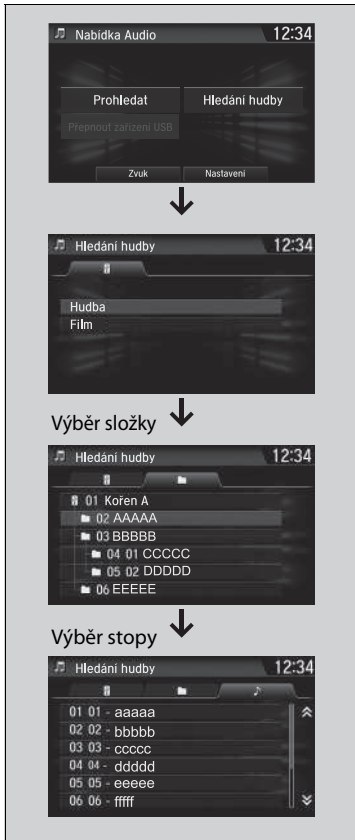 Nabídka Audio 12:34
Prohledat Hledání hudby
Přepnout zařízení USB
Zvuk Nastavení
Hledání hudby 12:34
Hudba
Film
Výběr složky
Hledání hudby 12:34
01 Kořen A
02 AAAAA
03 BBBBB
04 01 CCCCC
05 02 DDDDD
06 EEEEE
Výběr stopy
Hledání hudby 12:34
01 01 - aaaaa
02 02 - bbbbb
03 03 - ccccc
04 04 - ddddd
05 05 - eeeee
06 06 - fffff